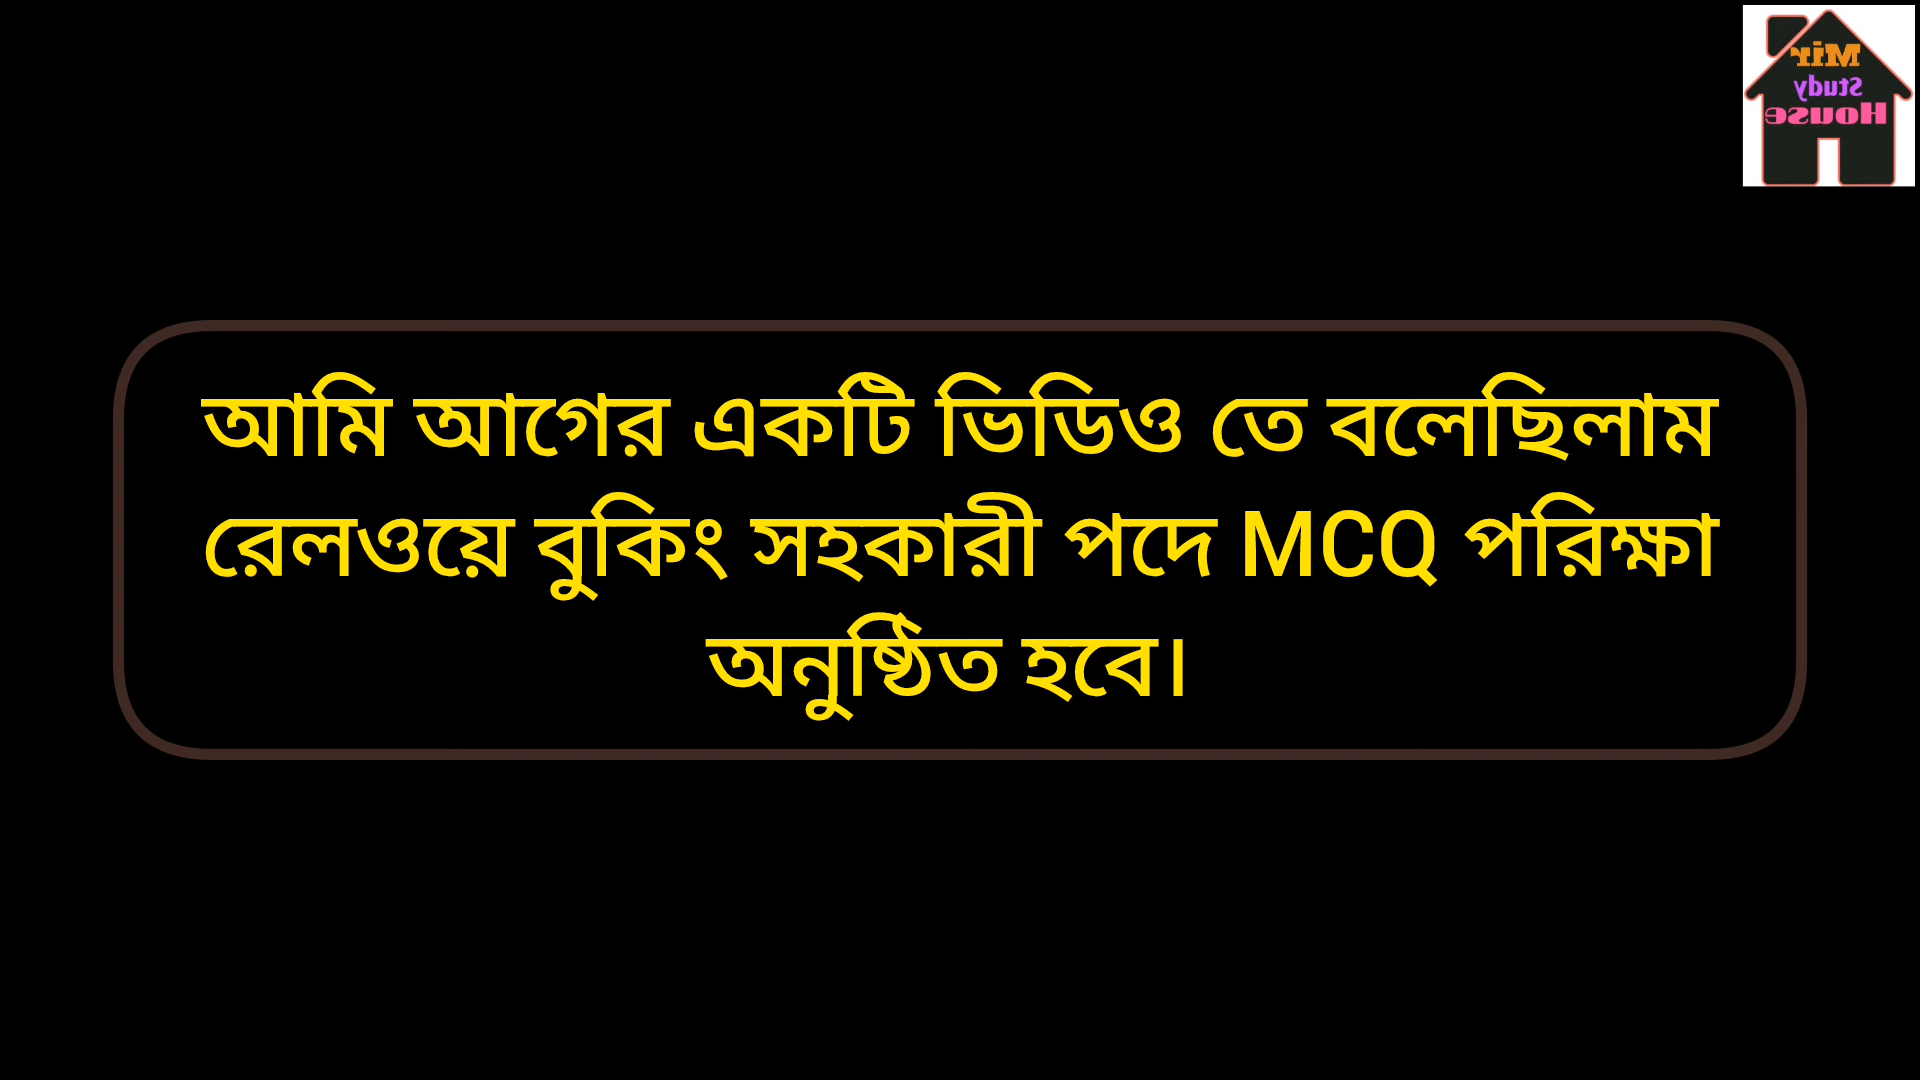 Mir
Study
House
আমি আগের একটি ভিডিও তে বলেছিলাম
রেলওয়ে বুকিং সহকারী পদে MCQ পরিক্ষা
অনুষ্ঠিত হবে।